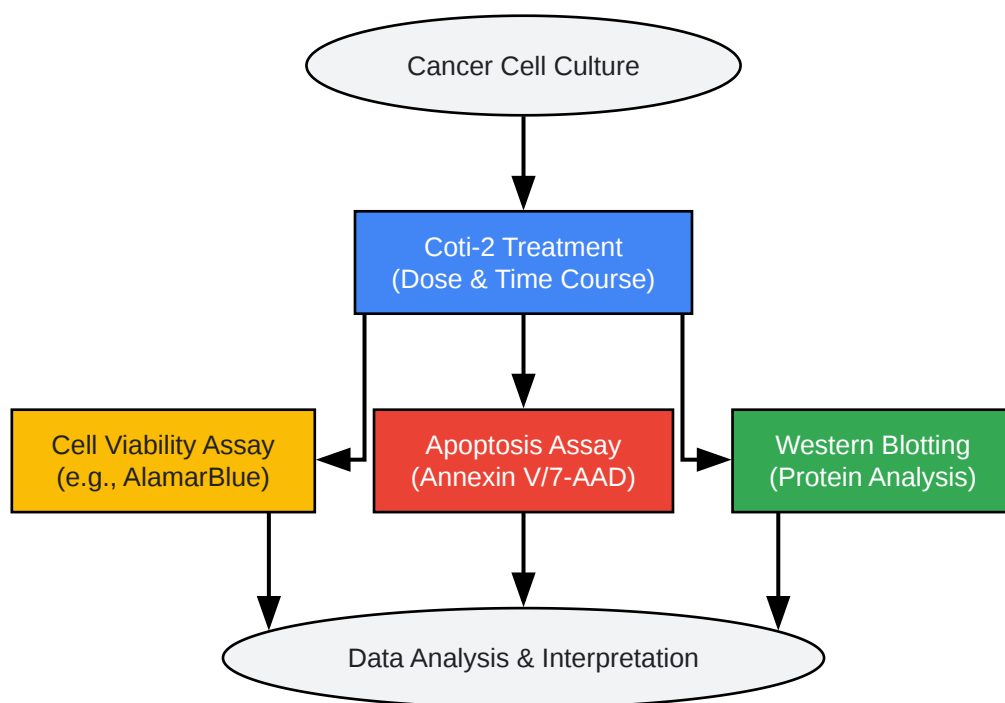 Cancer Cell Culture
Coti-2 Treatment
(Dose & Time Course)
Cell Viability Assay
(e.g., AlamarBlue)
Apoptosis Assay
(Annexin V/7-AAD)
Western Blotting
(Protein Analysis)
Data Analysis & Interpretation